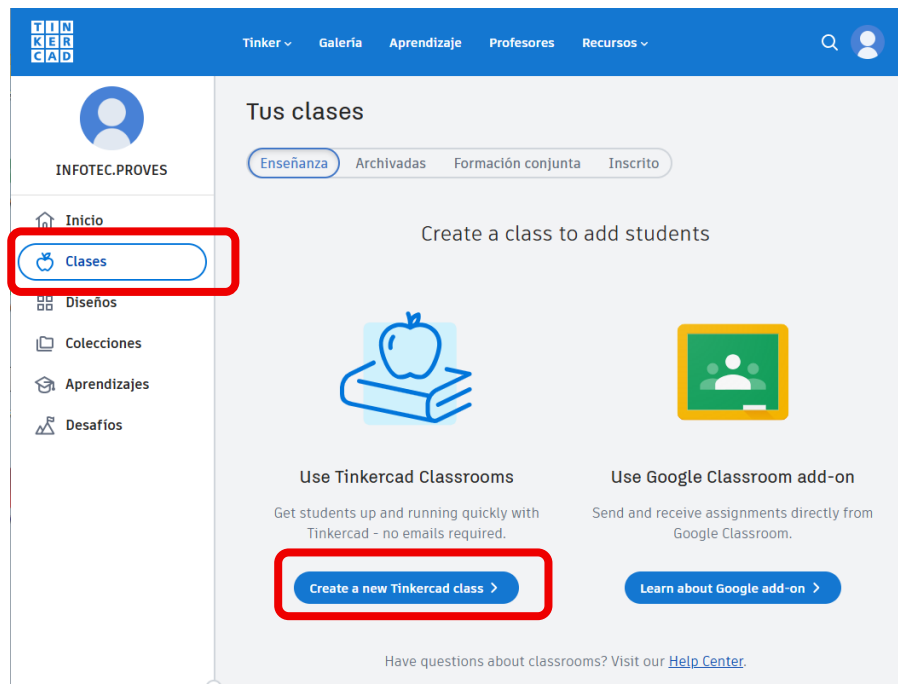 TIN
KER
CAD
Tinker
Galería
Aprendizaje
Profesores
Recursos
INFOTEC.PROVES
Inicio
Clases
Diseños
Colecciones
Aprendizajes
Desafíos
Tus clases
Enseñanza
Archivadas
Formación conjunta
Inscrito
Create a class to add students
Use Tinkercad Classrooms
Get students up and running quickly with
Tinkercad - no emails required.
Create a new Tinkercad class
Use Google Classroom add-on
Send and receive assignments directly from
Google Classroom.
Learn about Google add-on
Have questions about classrooms? Visit our Help Center.